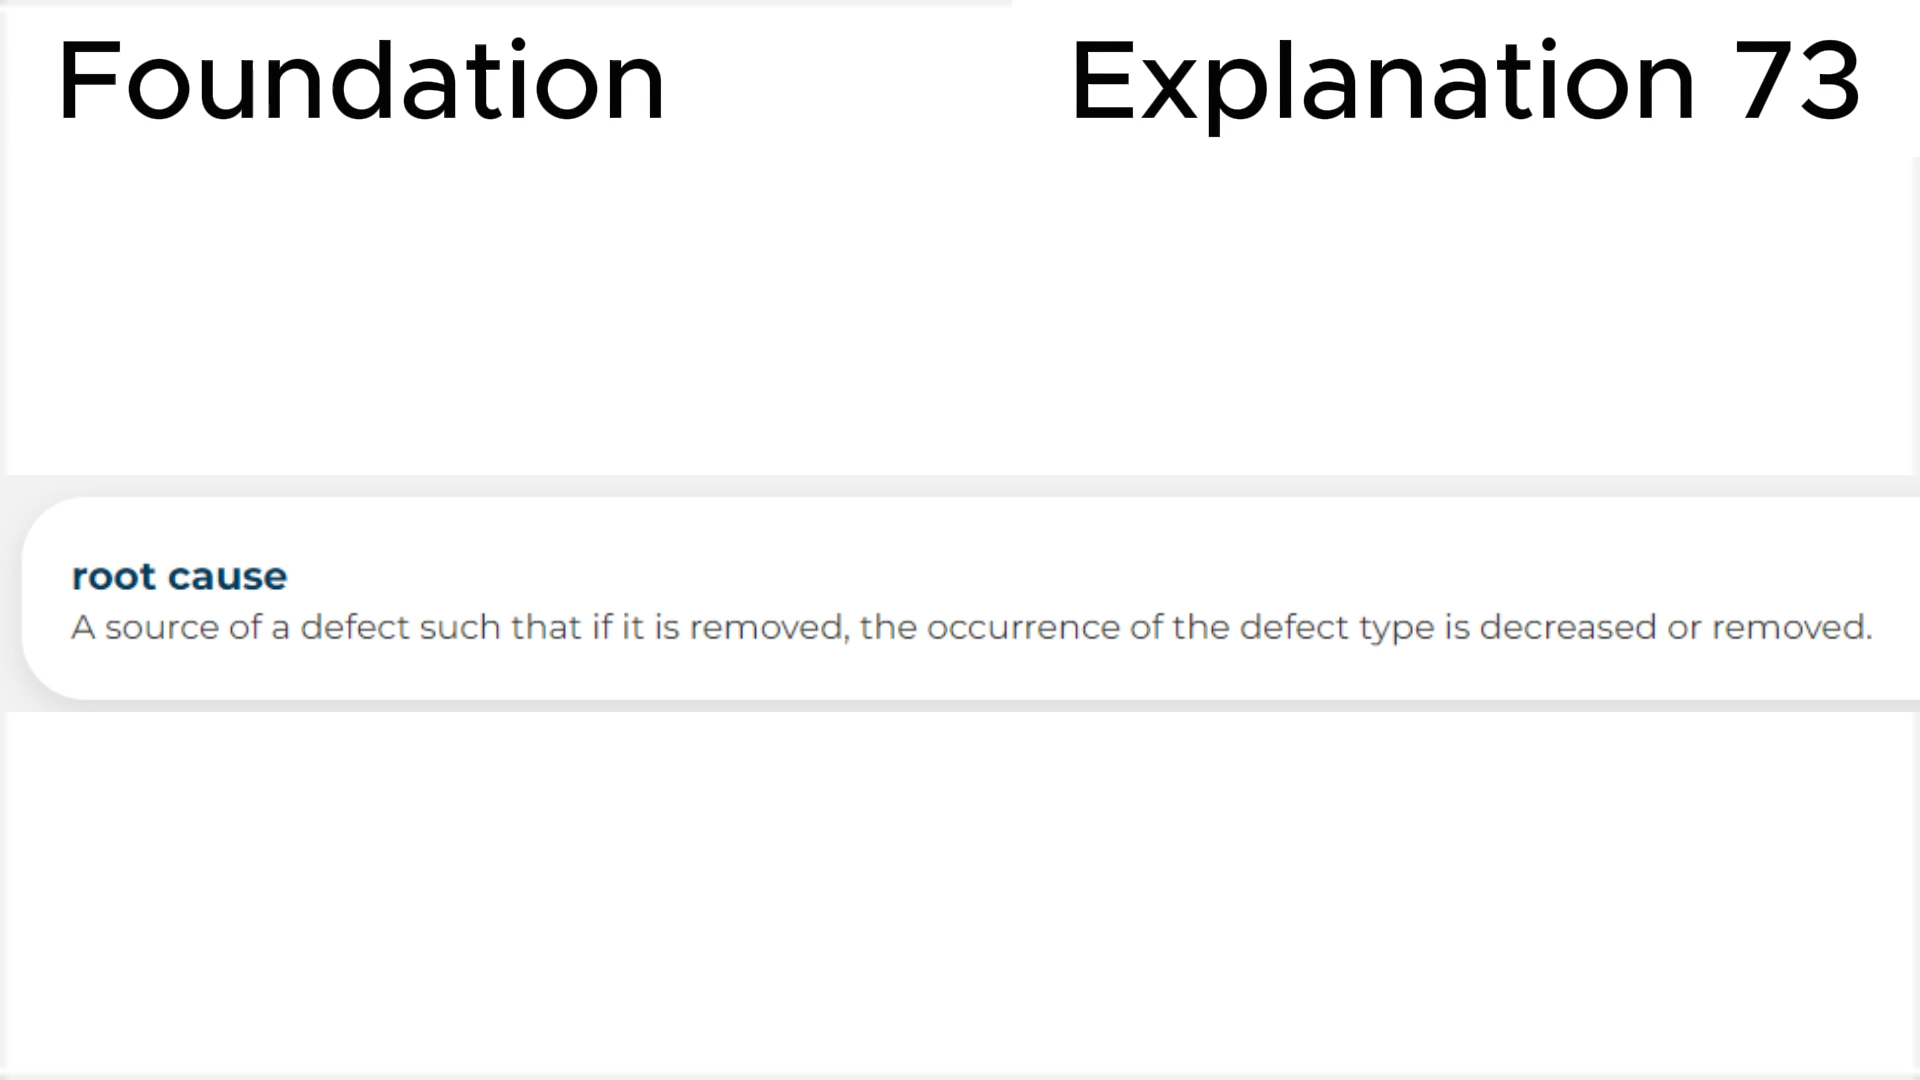 Foundation
Explanation 73
root cause
A source of a defect such that if it is removed, the occurrence of the defect type is decreased or removed.